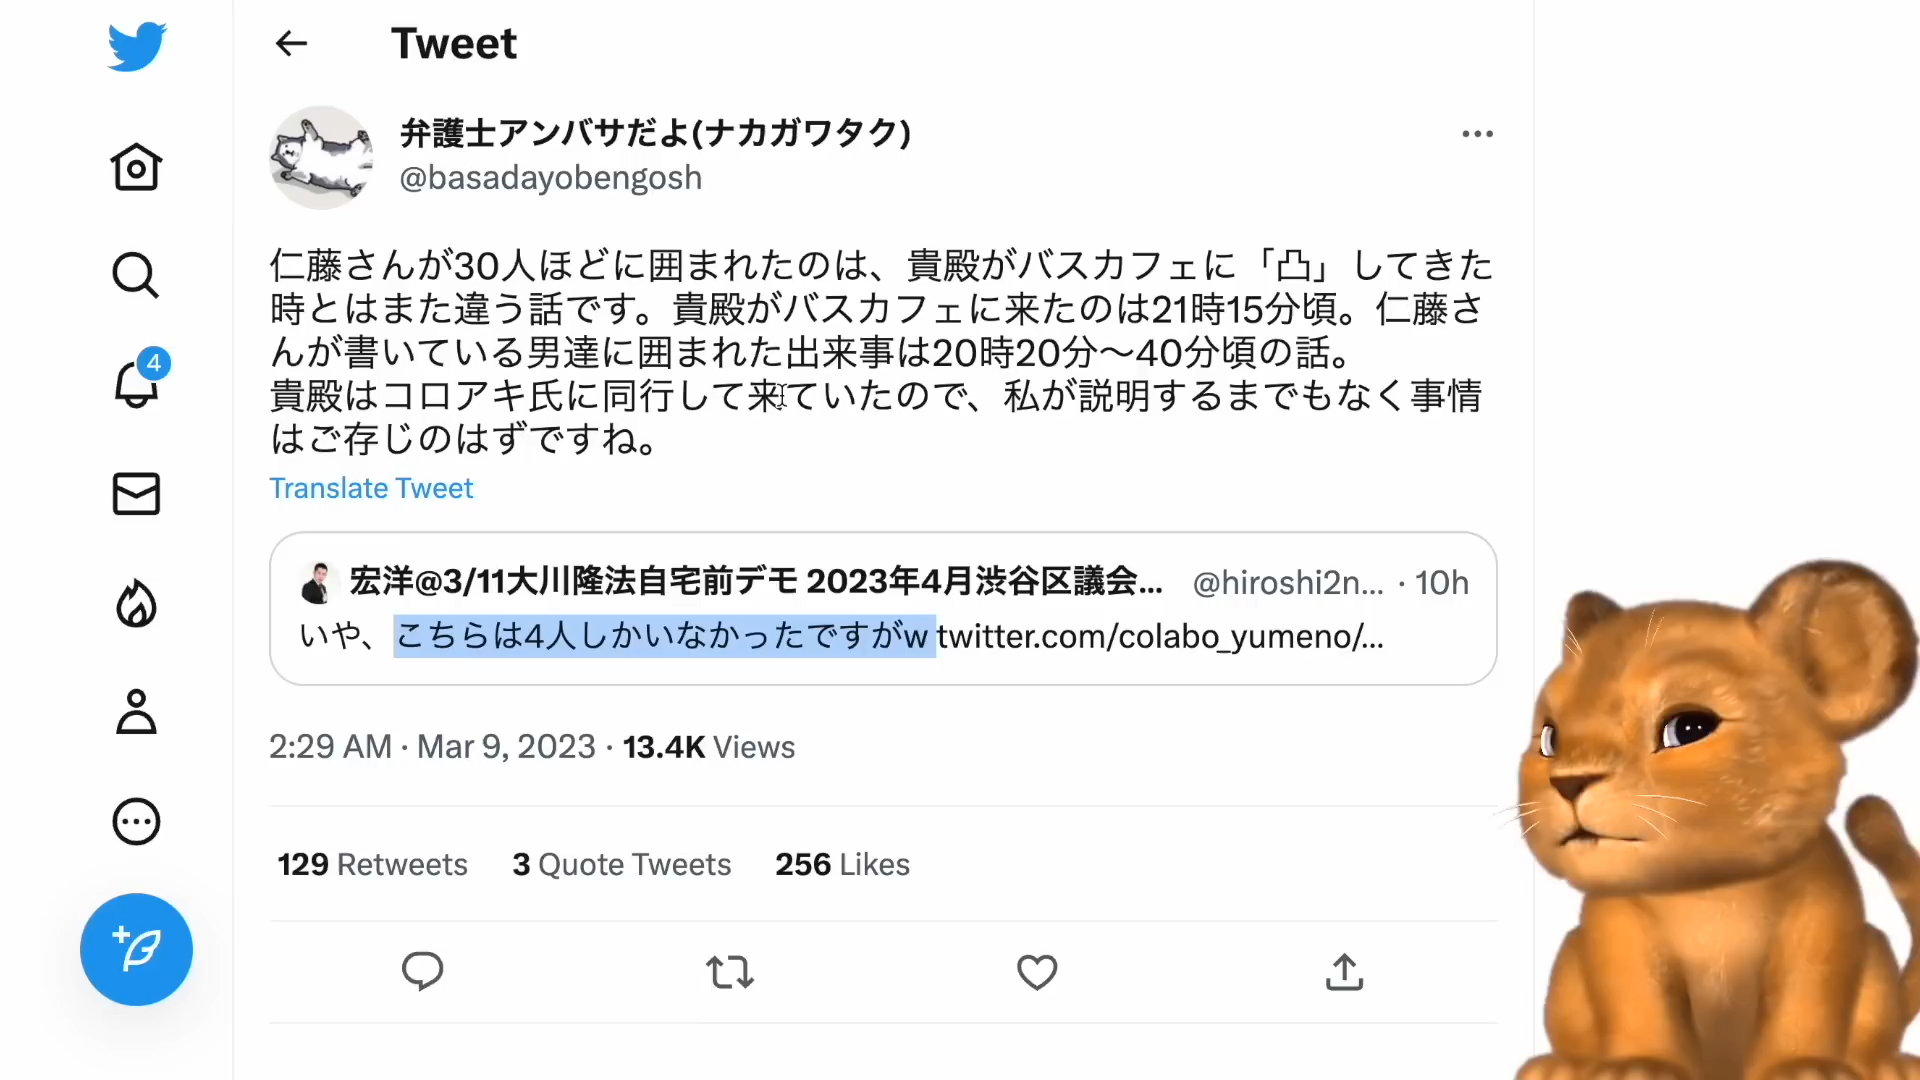 Tweet
弁護士アンバサだよ(ナカガワタク)
@basadayobengosh
仁藤さんが30人ほどに囲まれたのは、貴殿がバスカフェに「凸」してきた
時とはまた違う話です。貴殿がバスカフェに来たのは21時15分頃。仁藤さ
んが書いている男達に囲まれた出来事は20時20分〜40分頃の話。
貴殿はコロアキ氏に同行して来ていたので、私が説明するまでもなく事情
はご存じのはずですね。
Translate Tweet
宏洋@3/11大川隆法自宅前デモ 2023年4月渋谷区議会... @hiroshi2n... · 10h
いや、こちらは4人しかいなかったですがw twitter.com/colabo_yumeno/...
2:29 AM · Mar 9, 2023 · 13.4K Views
129 Retweets 3 Quote Tweets 256 Likes
4